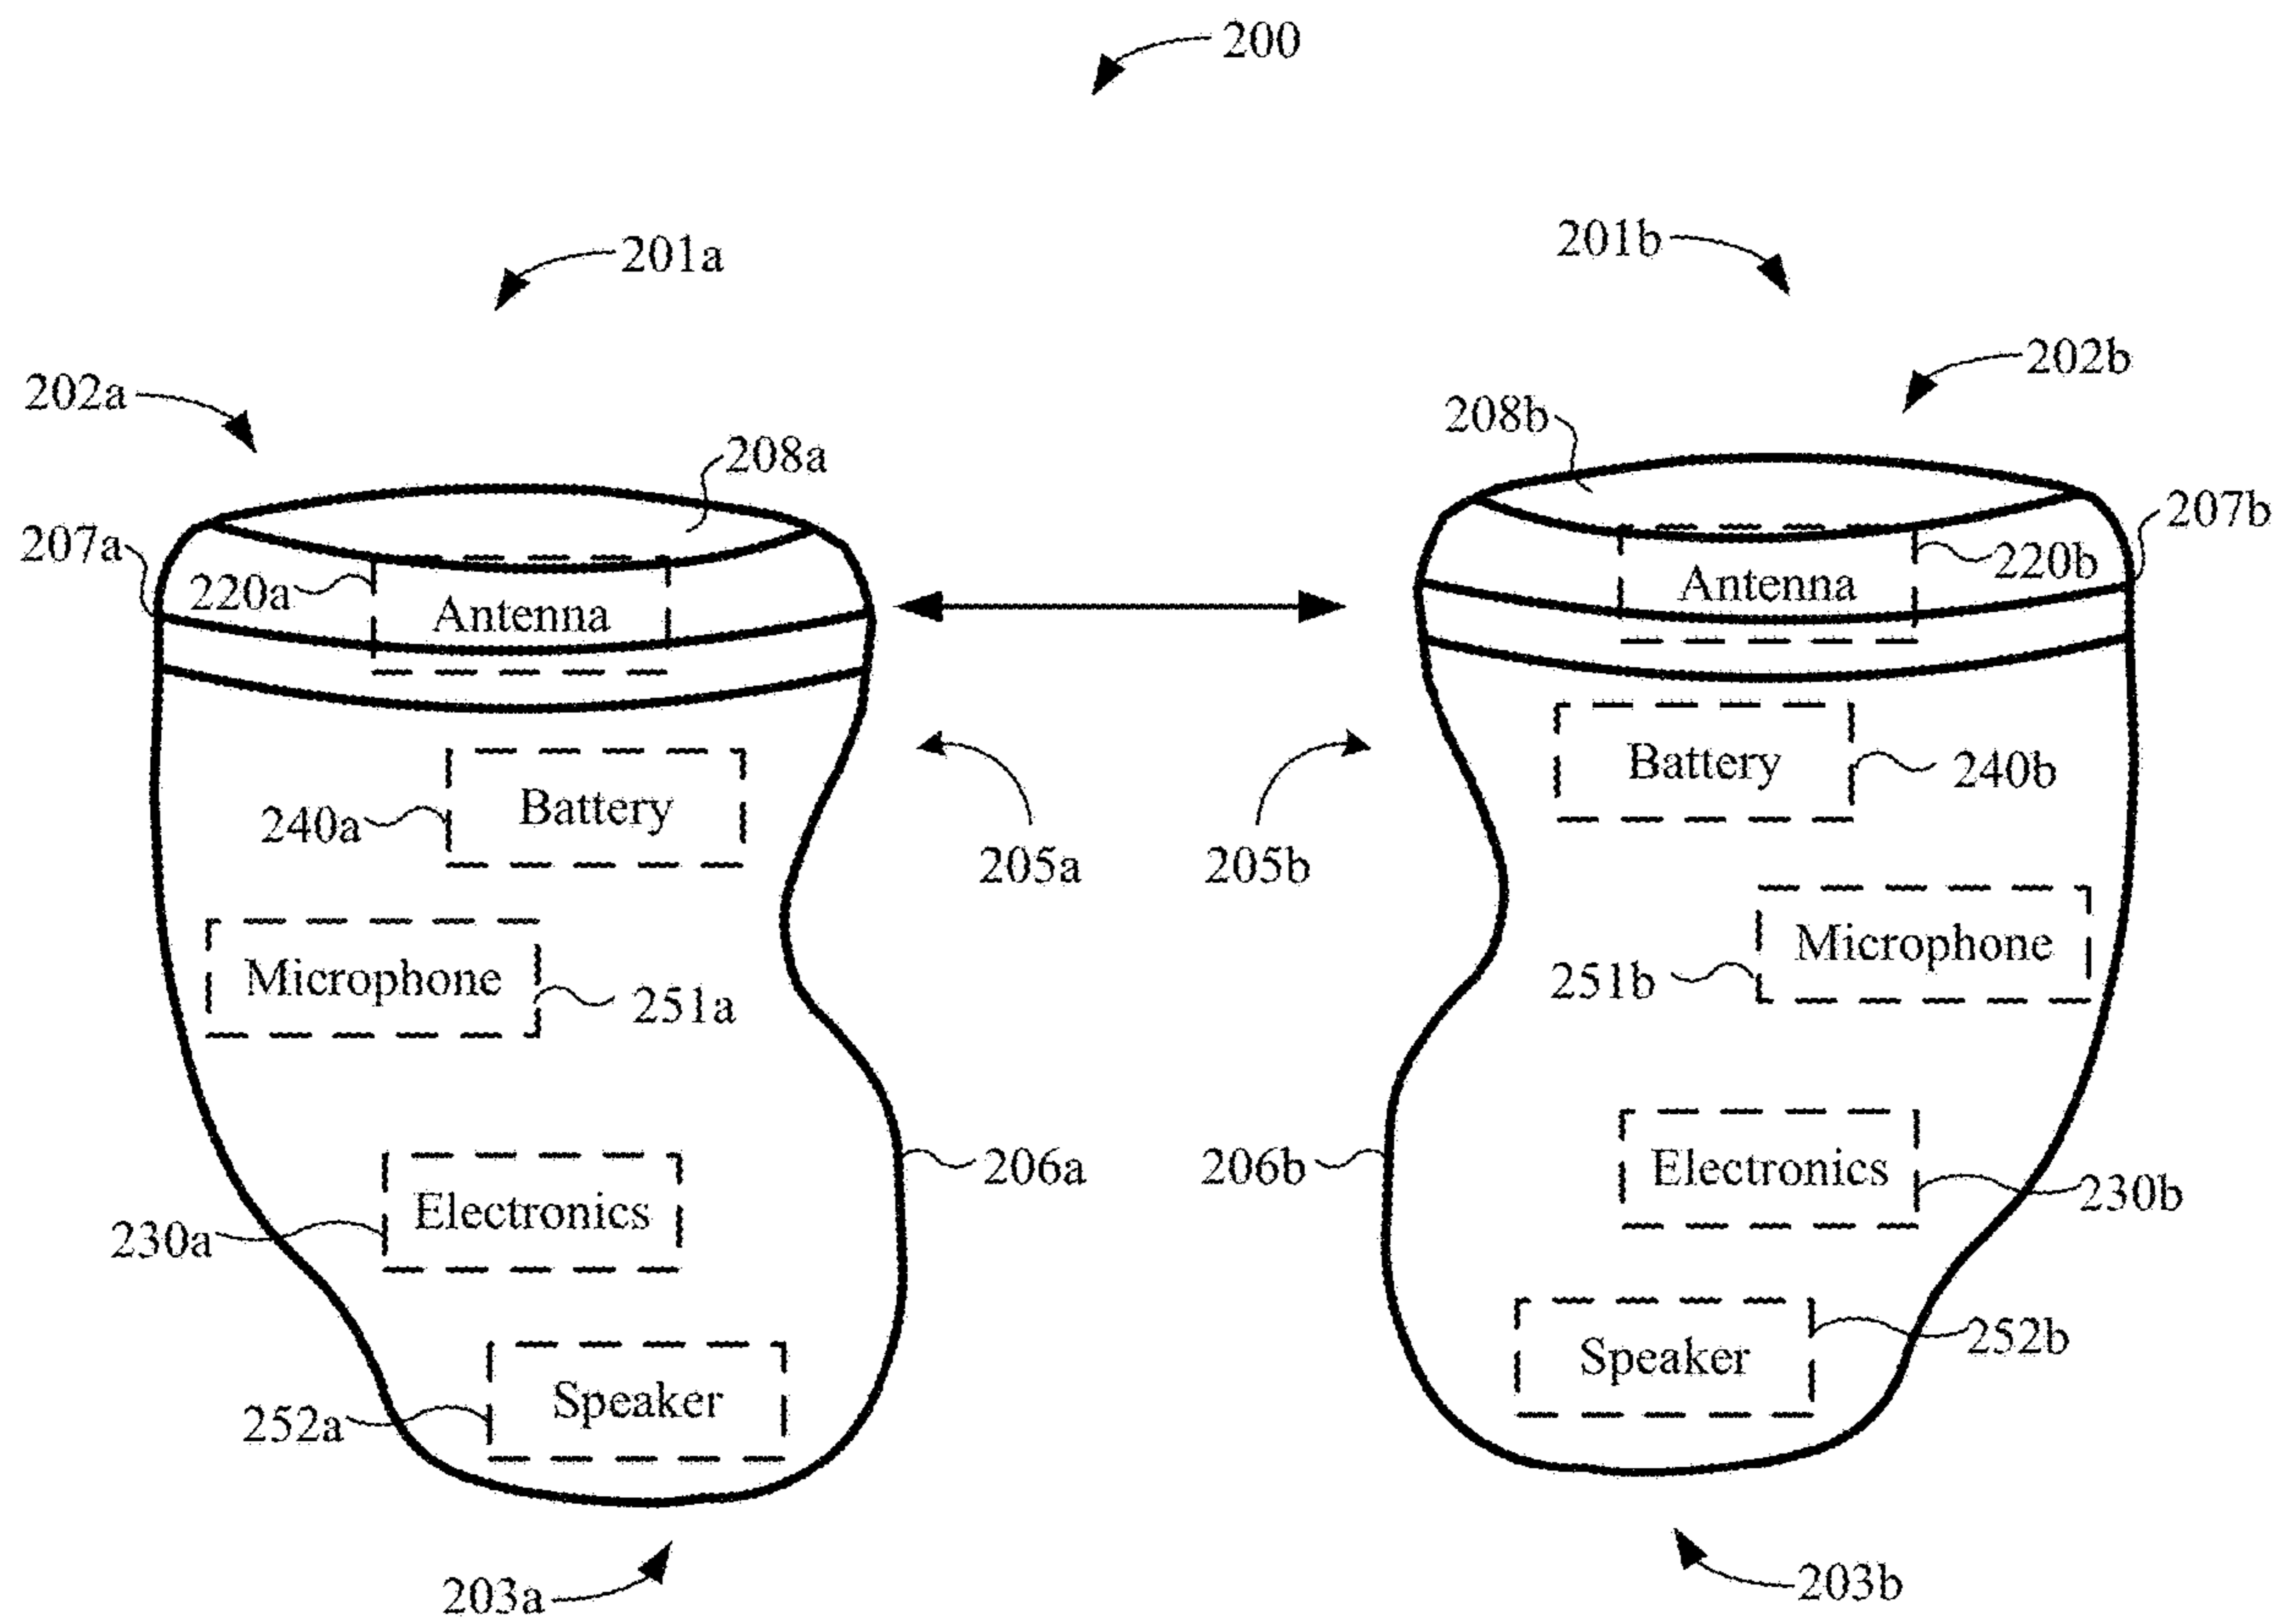 200
201a
201b
202a
202b
208a
208b
207a
207b
220a
Antenna
220b
Antenna
240a
Battery
Battery
240b
205a
205b
Microphone
251a
251b
Microphone
206a
206b
230a
Electronics
Electronics
230b
252a
Speaker
Speaker
252b
203a
203b